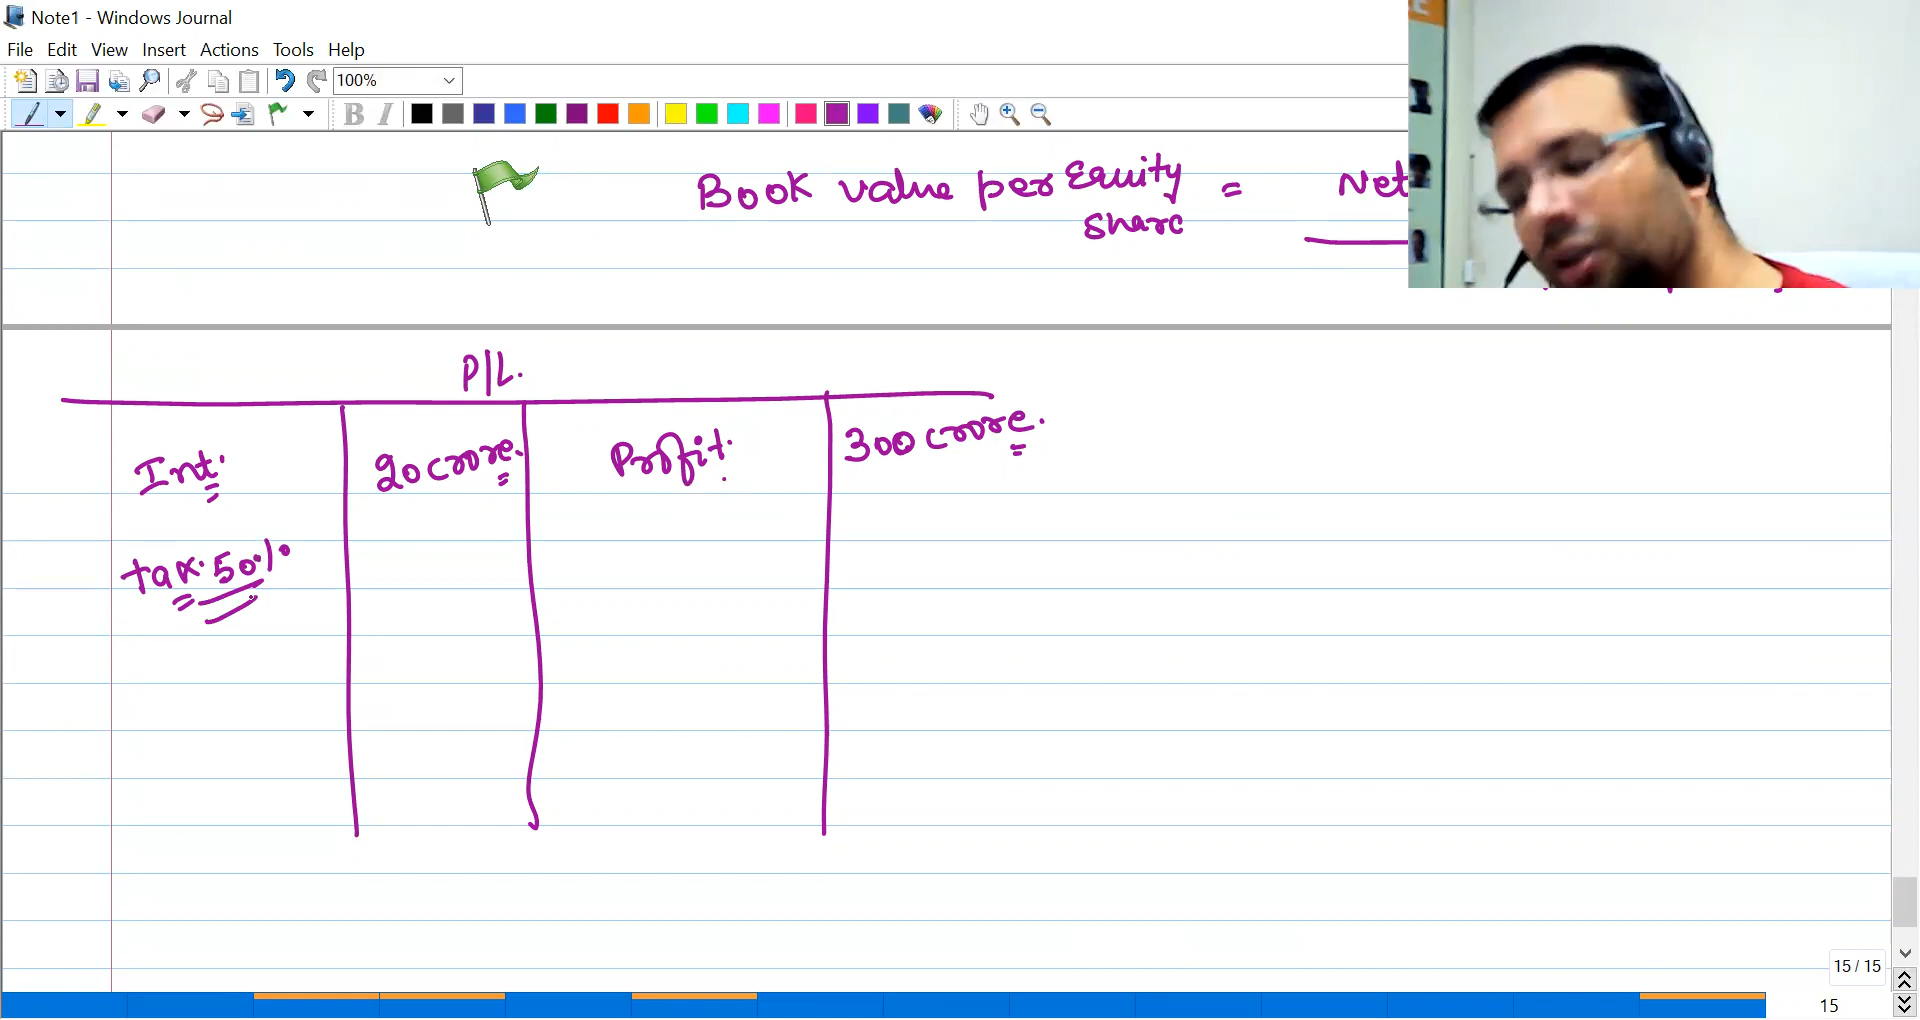 Note1 - Windows Journal
File Edit View Insert Actions Tools Help
100%
B I
Book value per Equity share = Net
P/L.
Int. 20 crore. Profit. 300 crore.
tax. 50%
15 / 15
15